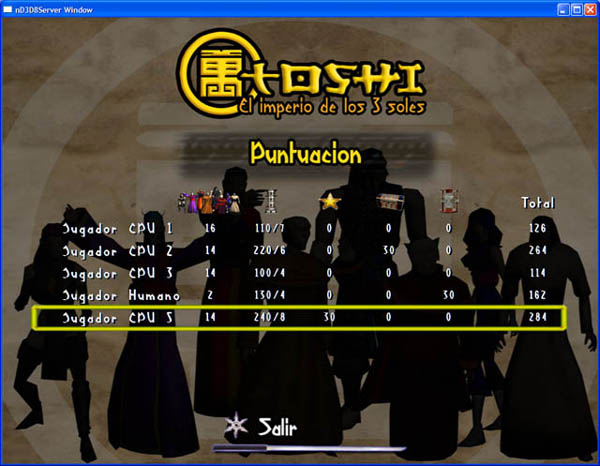 nD3D8Server Window
萬
TOSHI
El imperio de los 3 soles
Puntuacion
Total
Jugador CPU 1 16 110/7 0 0 0 126
Jugador CPU 2 14 220/6 0 30 0 264
Jugador CPU 3 14 100/4 0 0 0 114
Jugador Humano 2 130/4 0 0 30 162
Jugador CPU 5 14 240/8 30 0 0 284
Salir